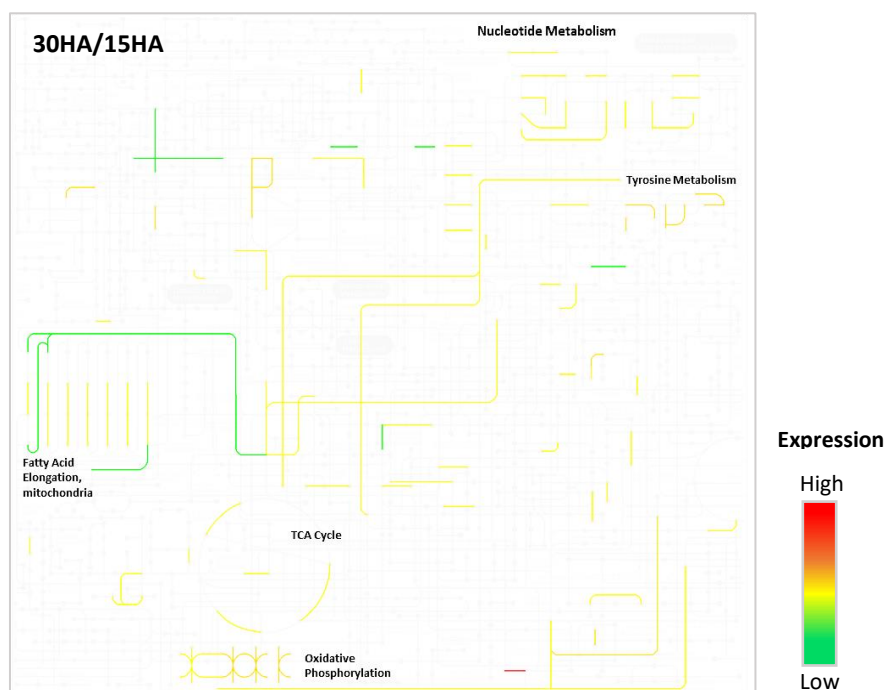 30HA/15HA
Nucleotide Metabolism
Tyrosine Metabolism
Fatty Acid
Elongation,
mitochondria
TCA Cycle
Oxidative
Phosphorylation
Expression
High
Low